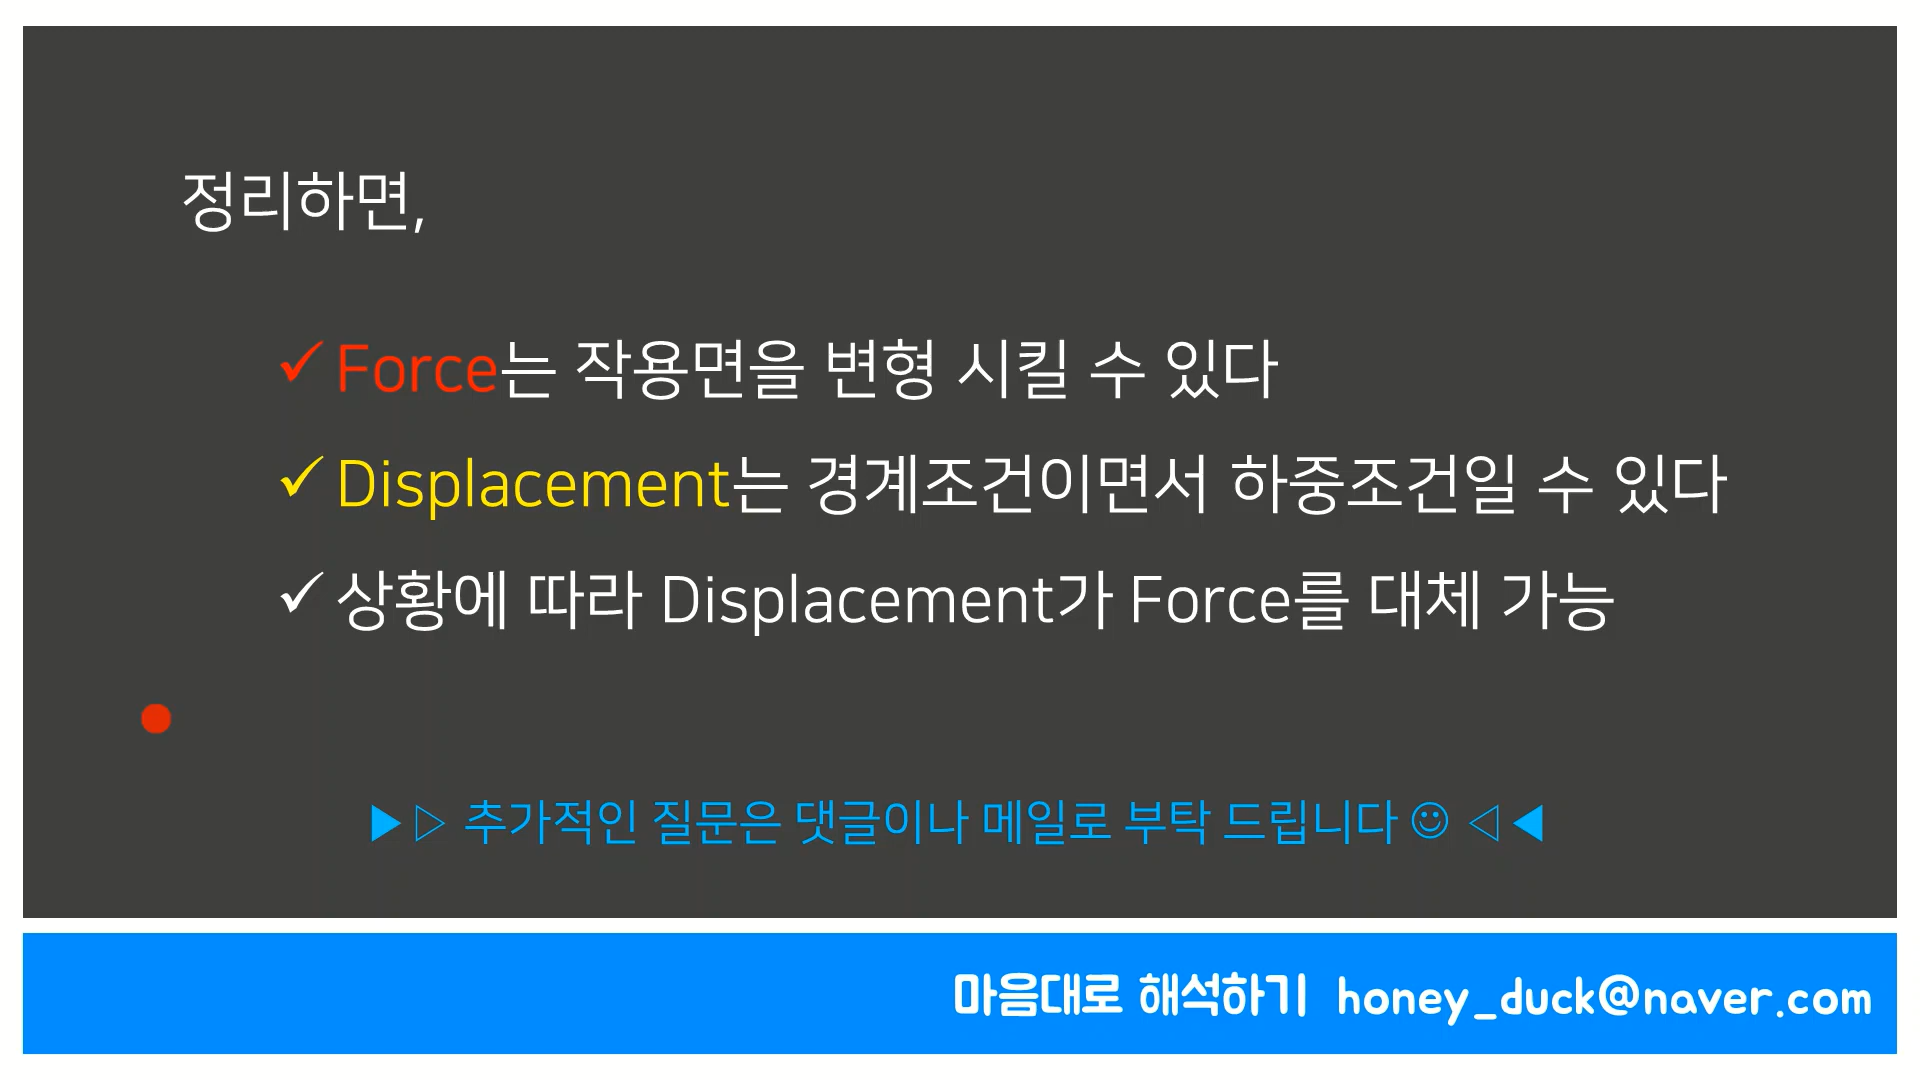 정리하면,
✓ Force는 작용면을 변형 시킬 수 있다
✓ Displacement는 경계조건이면서 하중조건일 수 있다
✓ 상황에 따라 Displacement가 Force를 대체 가능
▶▷ 추가적인 질문은 댓글이나 메일로 부탁 드립니다 ☺ ◁◀
마음대로 해석하기 honey_duck@naver.com